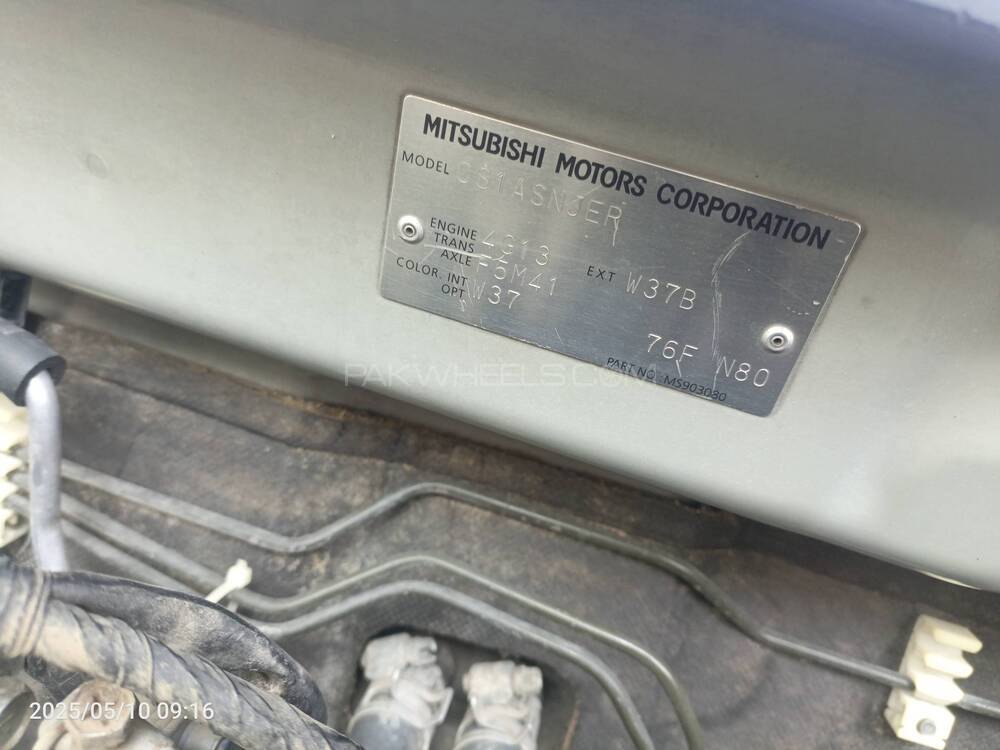 MITSUBISHI MOTORS CORPORATION
MODEL CS1ASNJER
ENGINE 4G13 EXT W37B
TRANS
AXLE F5M41
COLOR. INT W37
OPT 76F N80
PART NO. MS903030
PAKWHEELS.COM
2025/05/10 09:16